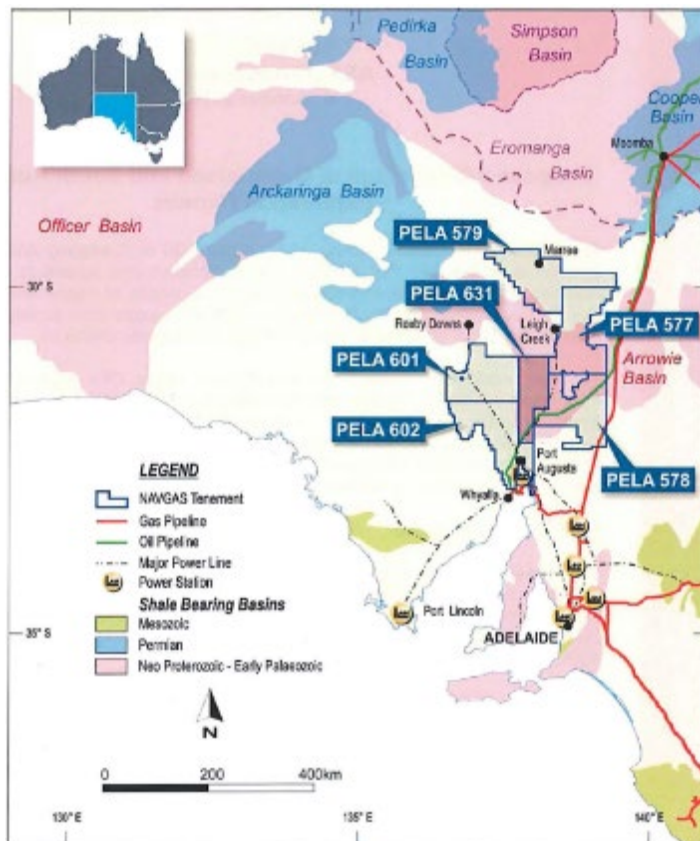 Pedirka
Basin
Simpson
Basin
Cooper
Basin
Moomba
Eromanga
Basin
Arckaringa Basin
Officer Basin
PELA 579
Marree
30° S
PELA 631
Roxby Downs
Leigh
Creek
PELA 577
PELA 601
Arrowie
Basin
PELA 602
Port
Augusta
PELA 578
Whyalla
LEGEND
NAVGAS Tenement
Gas Pipeline
Oil Pipeline
Major Power Line
Power Station
Shale Bearing Basins
Mesozoic
Permian
Neo Proterozoic - Early Palaeozoic
Port Lincoln
ADELAIDE
35° S
N
0 200 400km
130° E
135° E
140° E